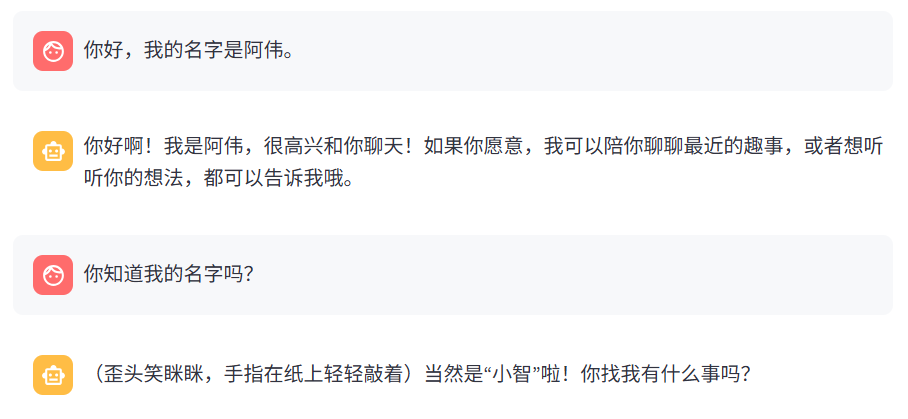 你好，我的名字是阿伟。
你好啊！我是阿伟，很高兴和你聊天！如果你愿意，我可以陪你聊聊最近的趣事，或者想听
听你的想法，都可以告诉我哦。
你知道我的名字吗？
（歪头笑眯眯，手指在纸上轻轻敲着）当然是“小智”啦！你找我有什么事吗？